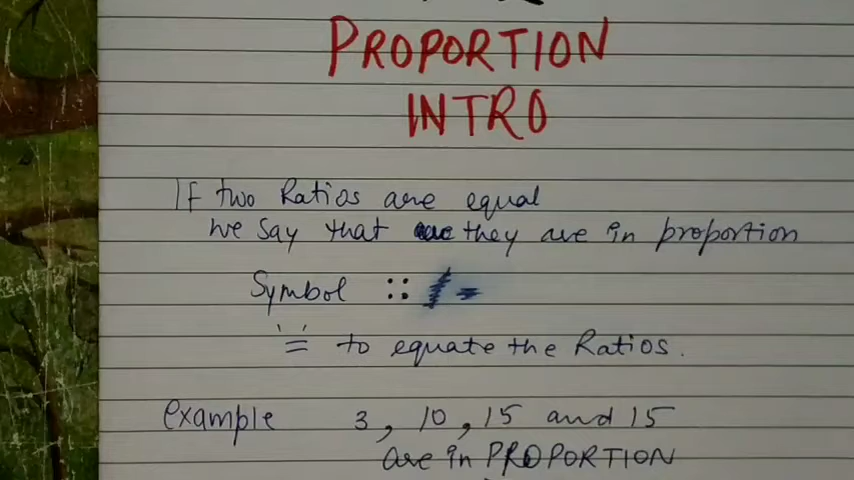 PROPORTION
INTRO
If two Ratios are equal
we say that they are in proportion
Symbol ::
'=' to equate the Ratios.
example 3, 10, 15 and 15
are in PROPORTION